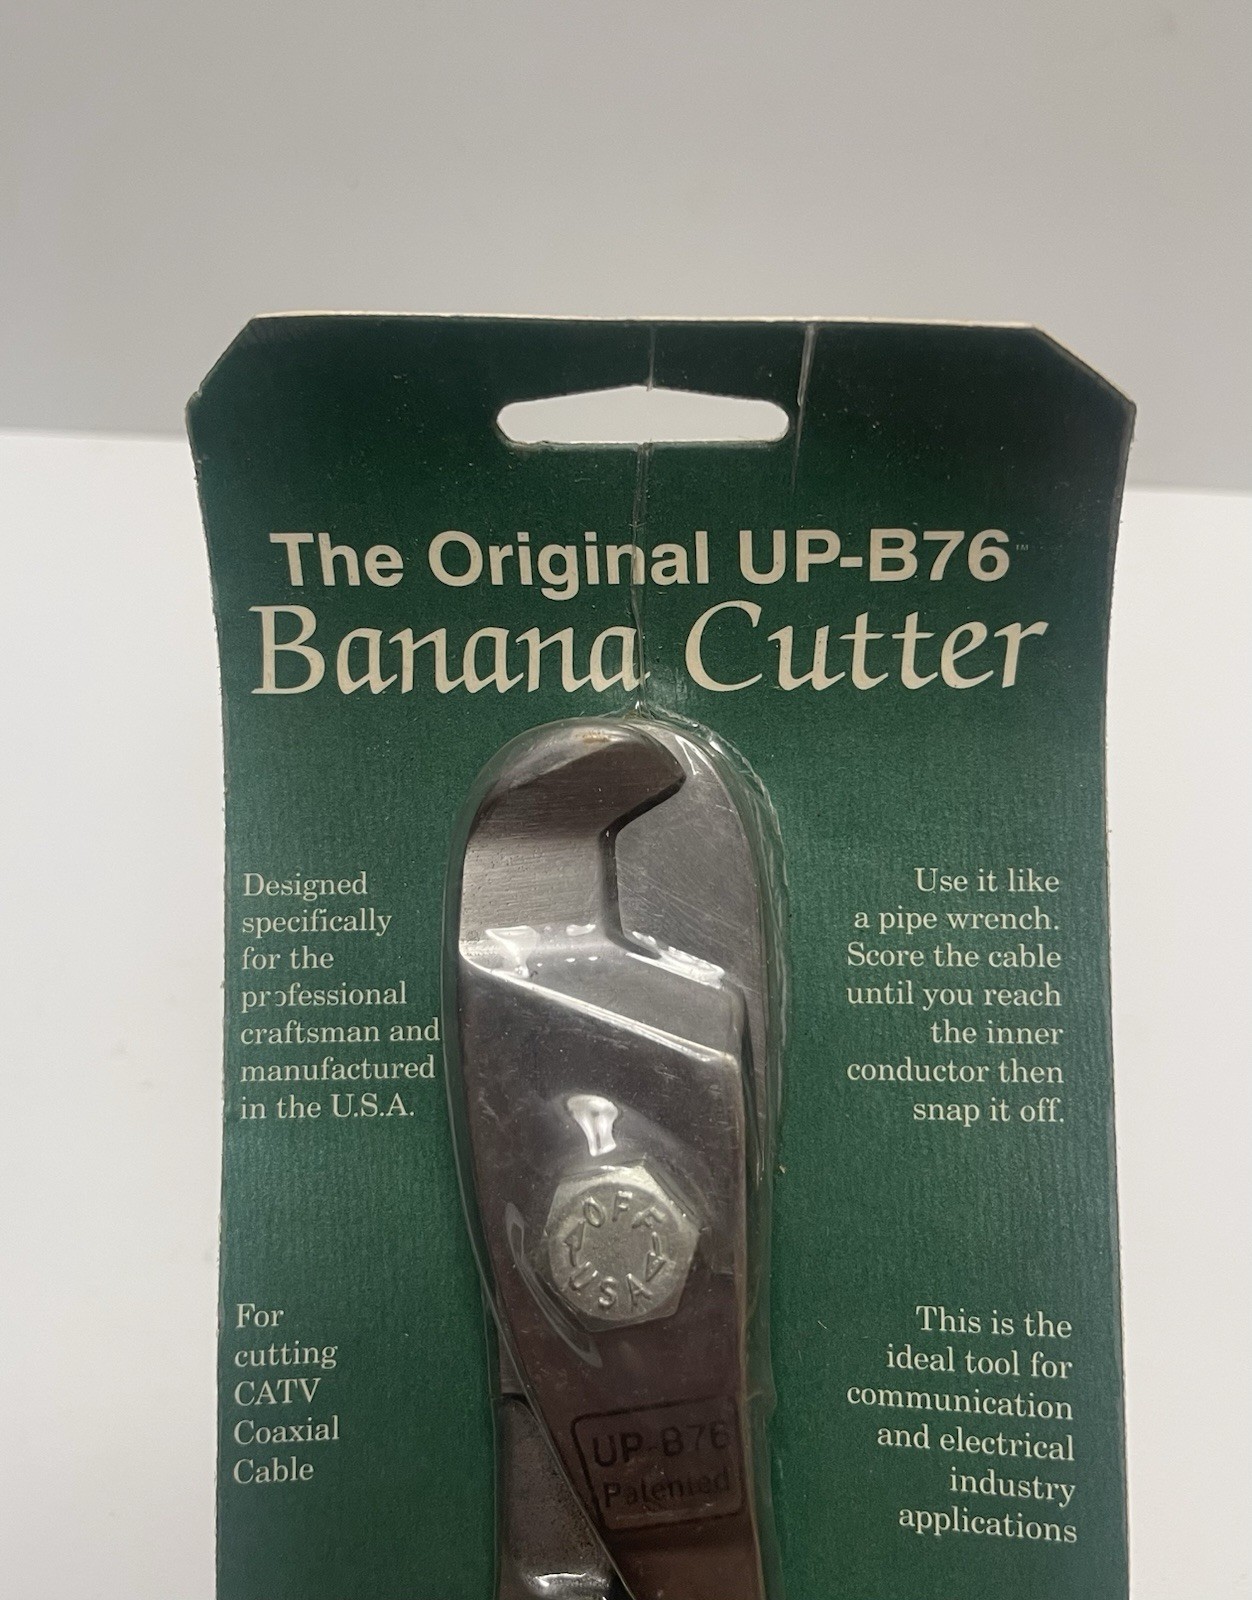 The Original UP-B76™
Banana Cutter
Designed
specifically
for the
professional
craftsman and
manufactured
in the U.S.A.
Use it like
a pipe wrench.
Score the cable
until you reach
the inner
conductor then
snap it off.
OFF
USA
For
cutting
CATV
Coaxial
Cable
This is the
ideal tool for
communication
and electrical
industry
applications
UP-B76
Patented